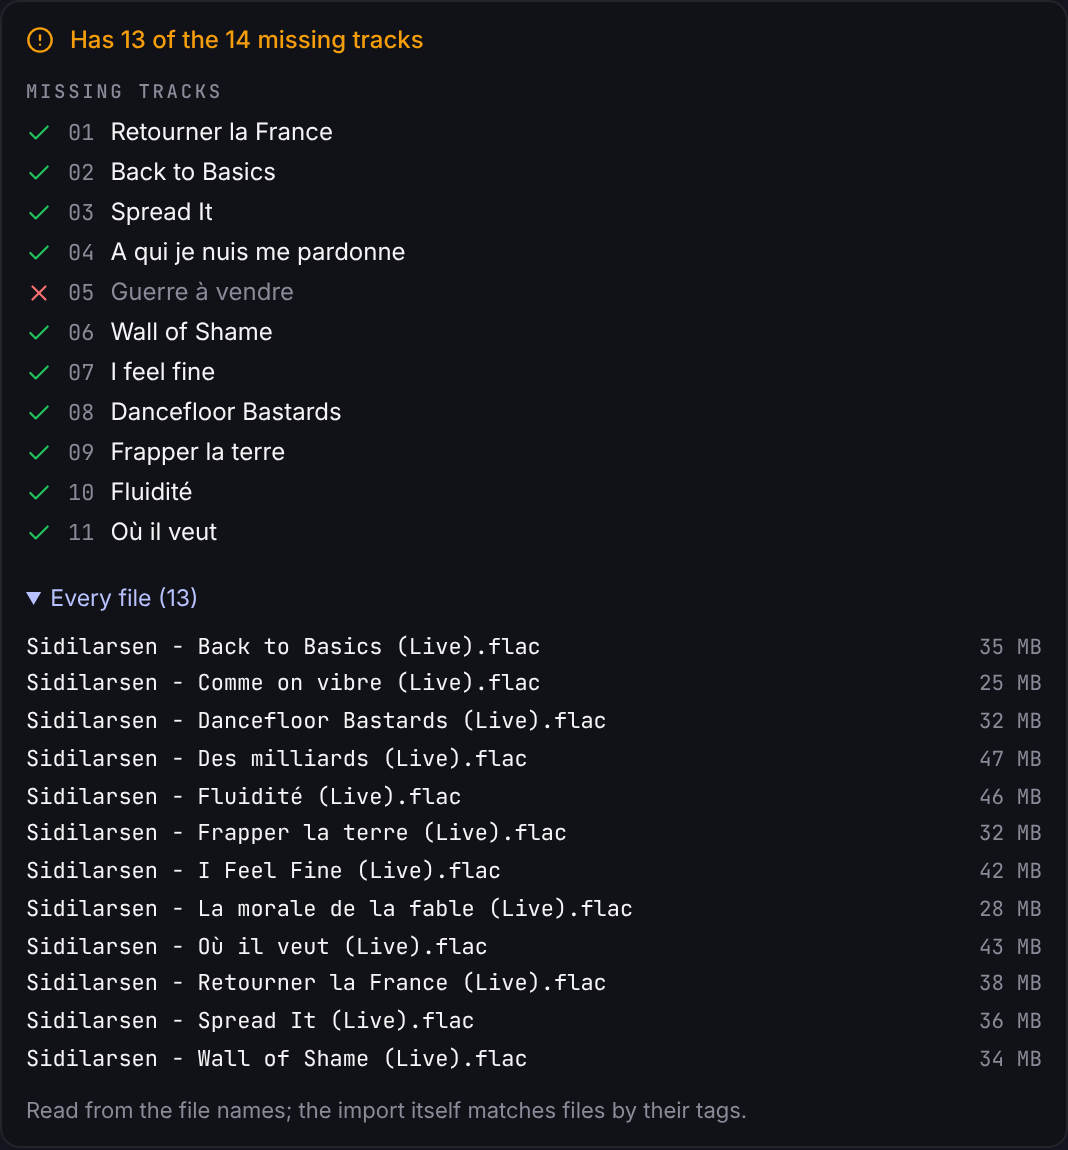 Has 13 of the 14 missing tracks
MISSING TRACKS
01 Retourner la France
02 Back to Basics
03 Spread It
04 A qui je nuis me pardonne
05 Guerre à vendre
06 Wall of Shame
07 I feel fine
08 Dancefloor Bastards
09 Frapper la terre
10 Fluidité
11 Où il veut
Every file (13)
Sidilarsen - Back to Basics (Live).flac 35 MB
Sidilarsen - Comme on vibre (Live).flac 25 MB
Sidilarsen - Dancefloor Bastards (Live).flac 32 MB
Sidilarsen - Des milliards (Live).flac 47 MB
Sidilarsen - Fluidité (Live).flac 46 MB
Sidilarsen - Frapper la terre (Live).flac 32 MB
Sidilarsen - I Feel Fine (Live).flac 42 MB
Sidilarsen - La morale de la fable (Live).flac 28 MB
Sidilarsen - Où il veut (Live).flac 43 MB
Sidilarsen - Retourner la France (Live).flac 38 MB
Sidilarsen - Spread It (Live).flac 36 MB
Sidilarsen - Wall of Shame (Live).flac 34 MB
Read from the file names; the import itself matches files by their tags.